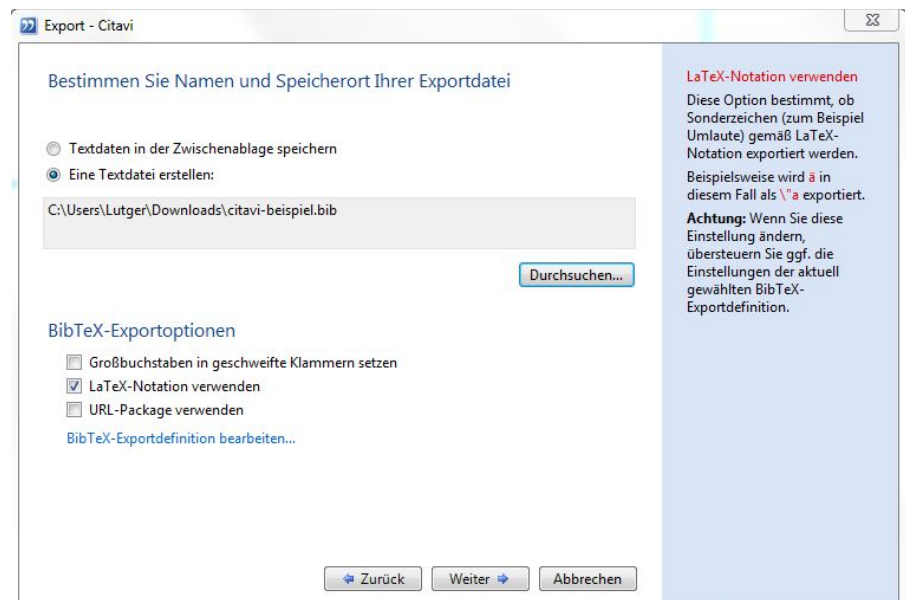 Export - Citavi
Bestimmen Sie Namen und Speicherort Ihrer Exportdatei
Textdaten in der Zwischenablage speichern
Eine Textdatei erstellen:
C:\Users\Lutger\Downloads\citavi-beispiel.bib
Durchsuchen...
BibTeX-Exportoptionen
Großbuchstaben in geschweifte Klammern setzen
LaTeX-Notation verwenden
URL-Package verwenden
BibTeX-Exportdefinition bearbeiten...
Zurück
Weiter
Abbrechen
LaTeX-Notation verwenden
Diese Option bestimmt, ob
Sonderzeichen (zum Beispiel
Umlaute) gemäß LaTeX-
Notation exportiert werden.
Beispielsweise wird ä in
diesem Fall als \"a exportiert.
Achtung: Wenn Sie diese
Einstellung ändern,
übersteuern Sie ggf. die
Einstellungen der aktuell
gewählten BibTeX-
Exportdefinition.